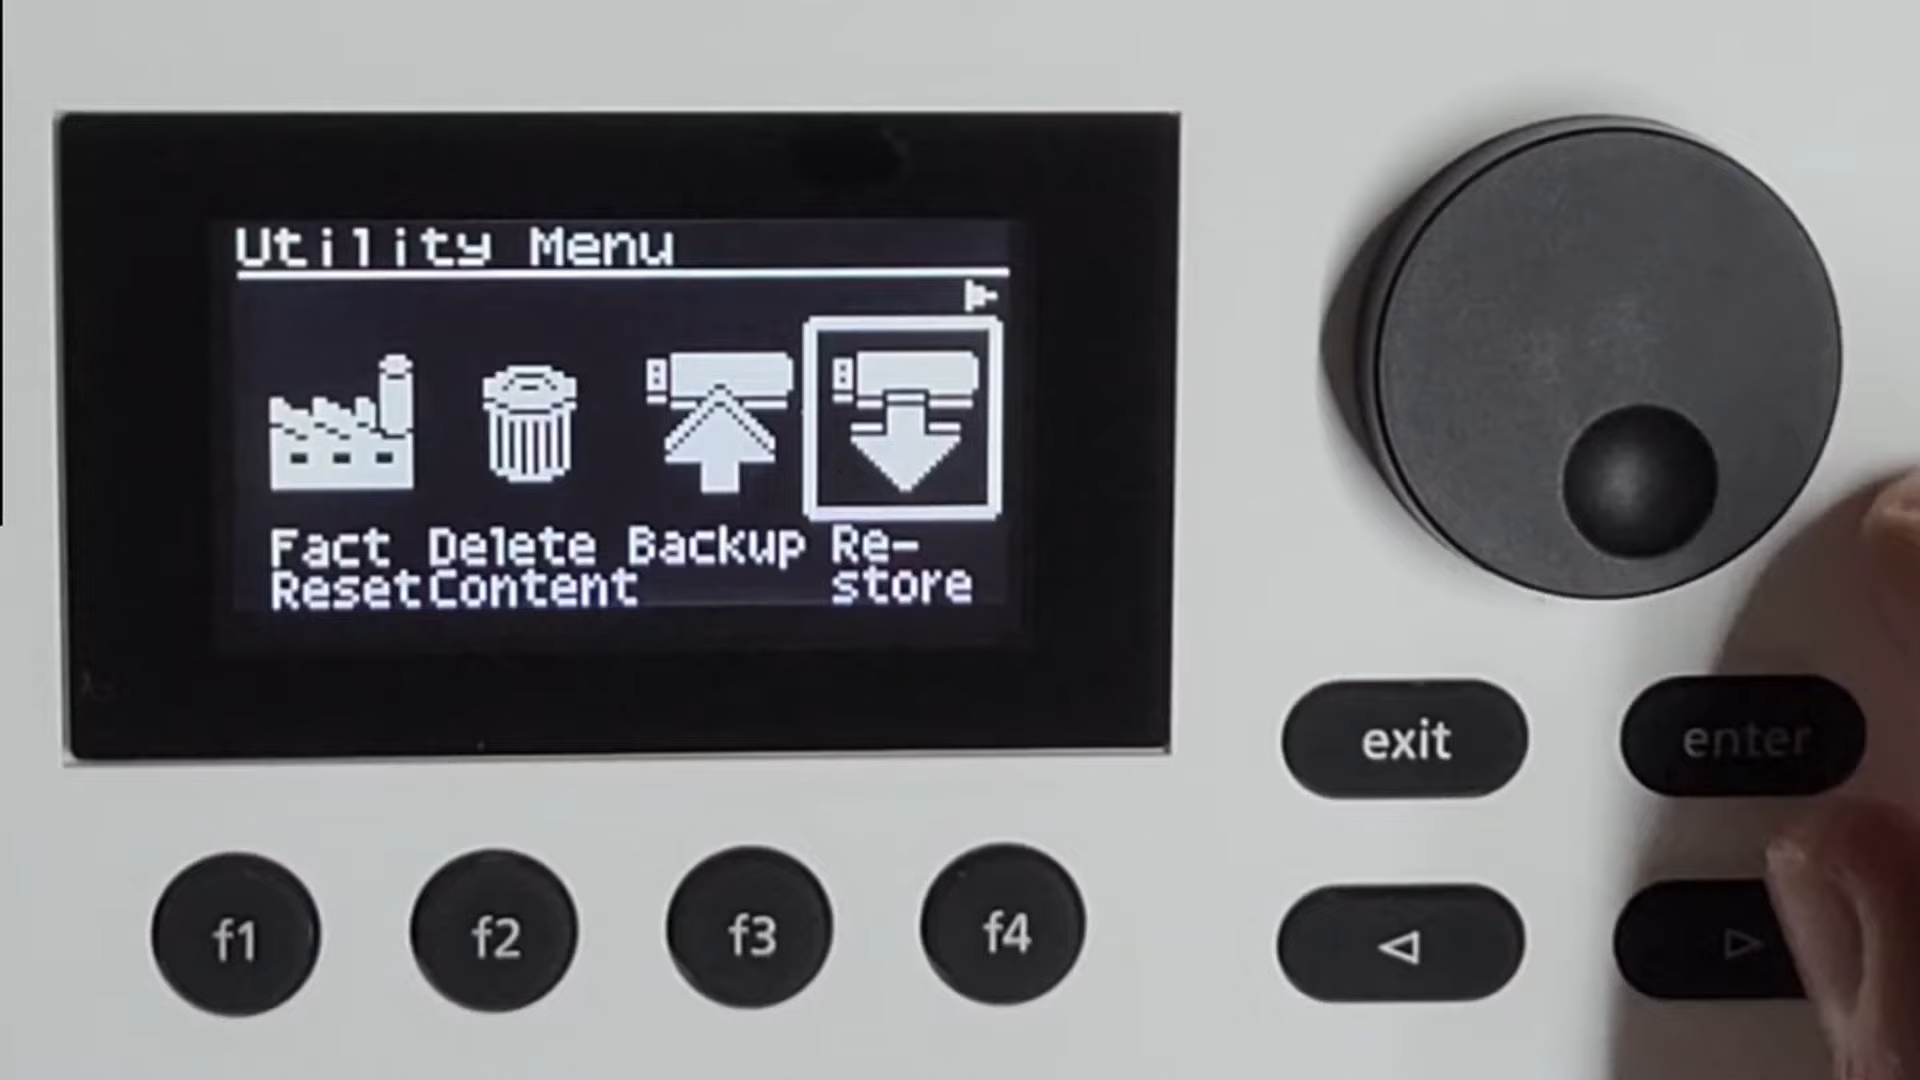 Utility Menu
Fact Delete Backup Re-
Reset Content store
exit enter
f1 f2 f3 f4